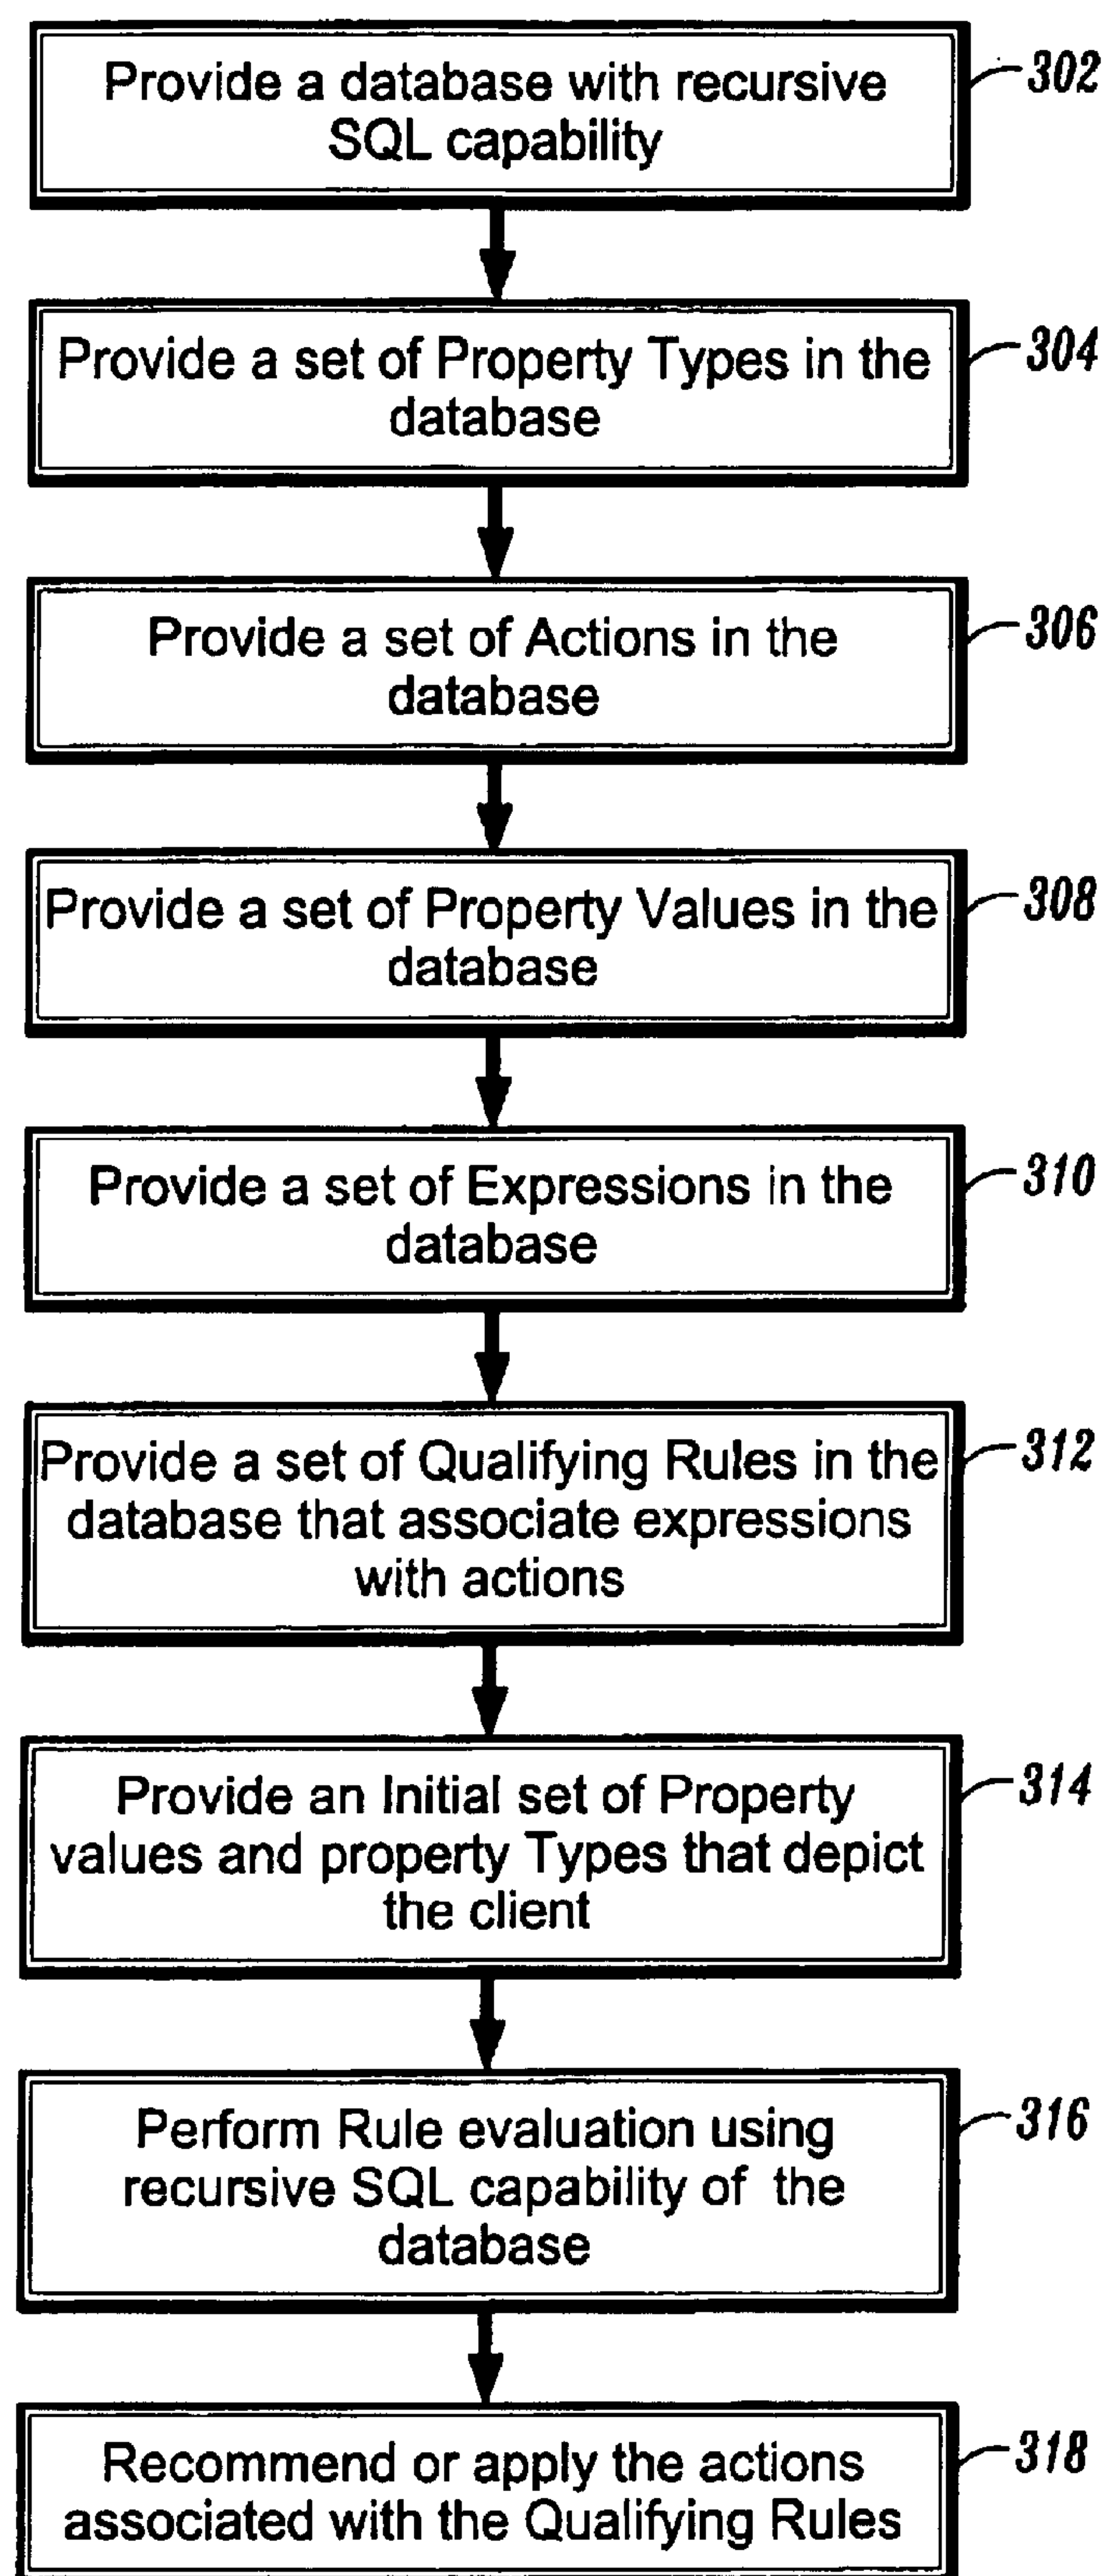 Provide a database with recursive
SQL capability
302
Provide a set of Property Types in the
database
304
Provide a set of Actions in the
database
306
Provide a set of Property Values in the
database
308
Provide a set of Expressions in the
database
310
Provide a set of Qualifying Rules in the
database that associate expressions
with actions
312
Provide an Initial set of Property
values and property Types that depict
the client
314
Perform Rule evaluation using
recursive SQL capability of the
database
316
Recommend or apply the actions
associated with the Qualifying Rules
318